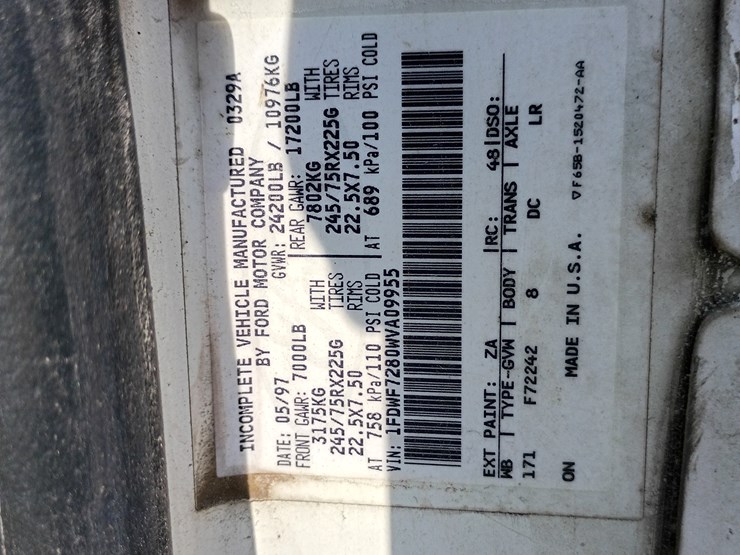 INCOMPLETE VEHICLE MANUFACTURED 0329A
BY FORD MOTOR COMPANY
DATE: 05/97 GVWR: 24200LB / 10976KG
FRONT GAWR: 7000LB REAR GAWR: 17200LB
3175KG WITH 7802KG WITH
245/75RX225G TIRES 245/75RX225G TIRES
22.5X7.50 RIMS 22.5X7.50 RIMS
AT 758 kPa/110 PSI COLD AT 689 kPa/100 PSI COLD
VIN: 1FDWF7280WVA09955
EXT PAINT: ZA RC: 48 DSO:
WB TYPE-GVW BODY TRANS AXLE
171 F72242 8 DC LR
ON MADE IN U.S.A. F65B-1520472-AA